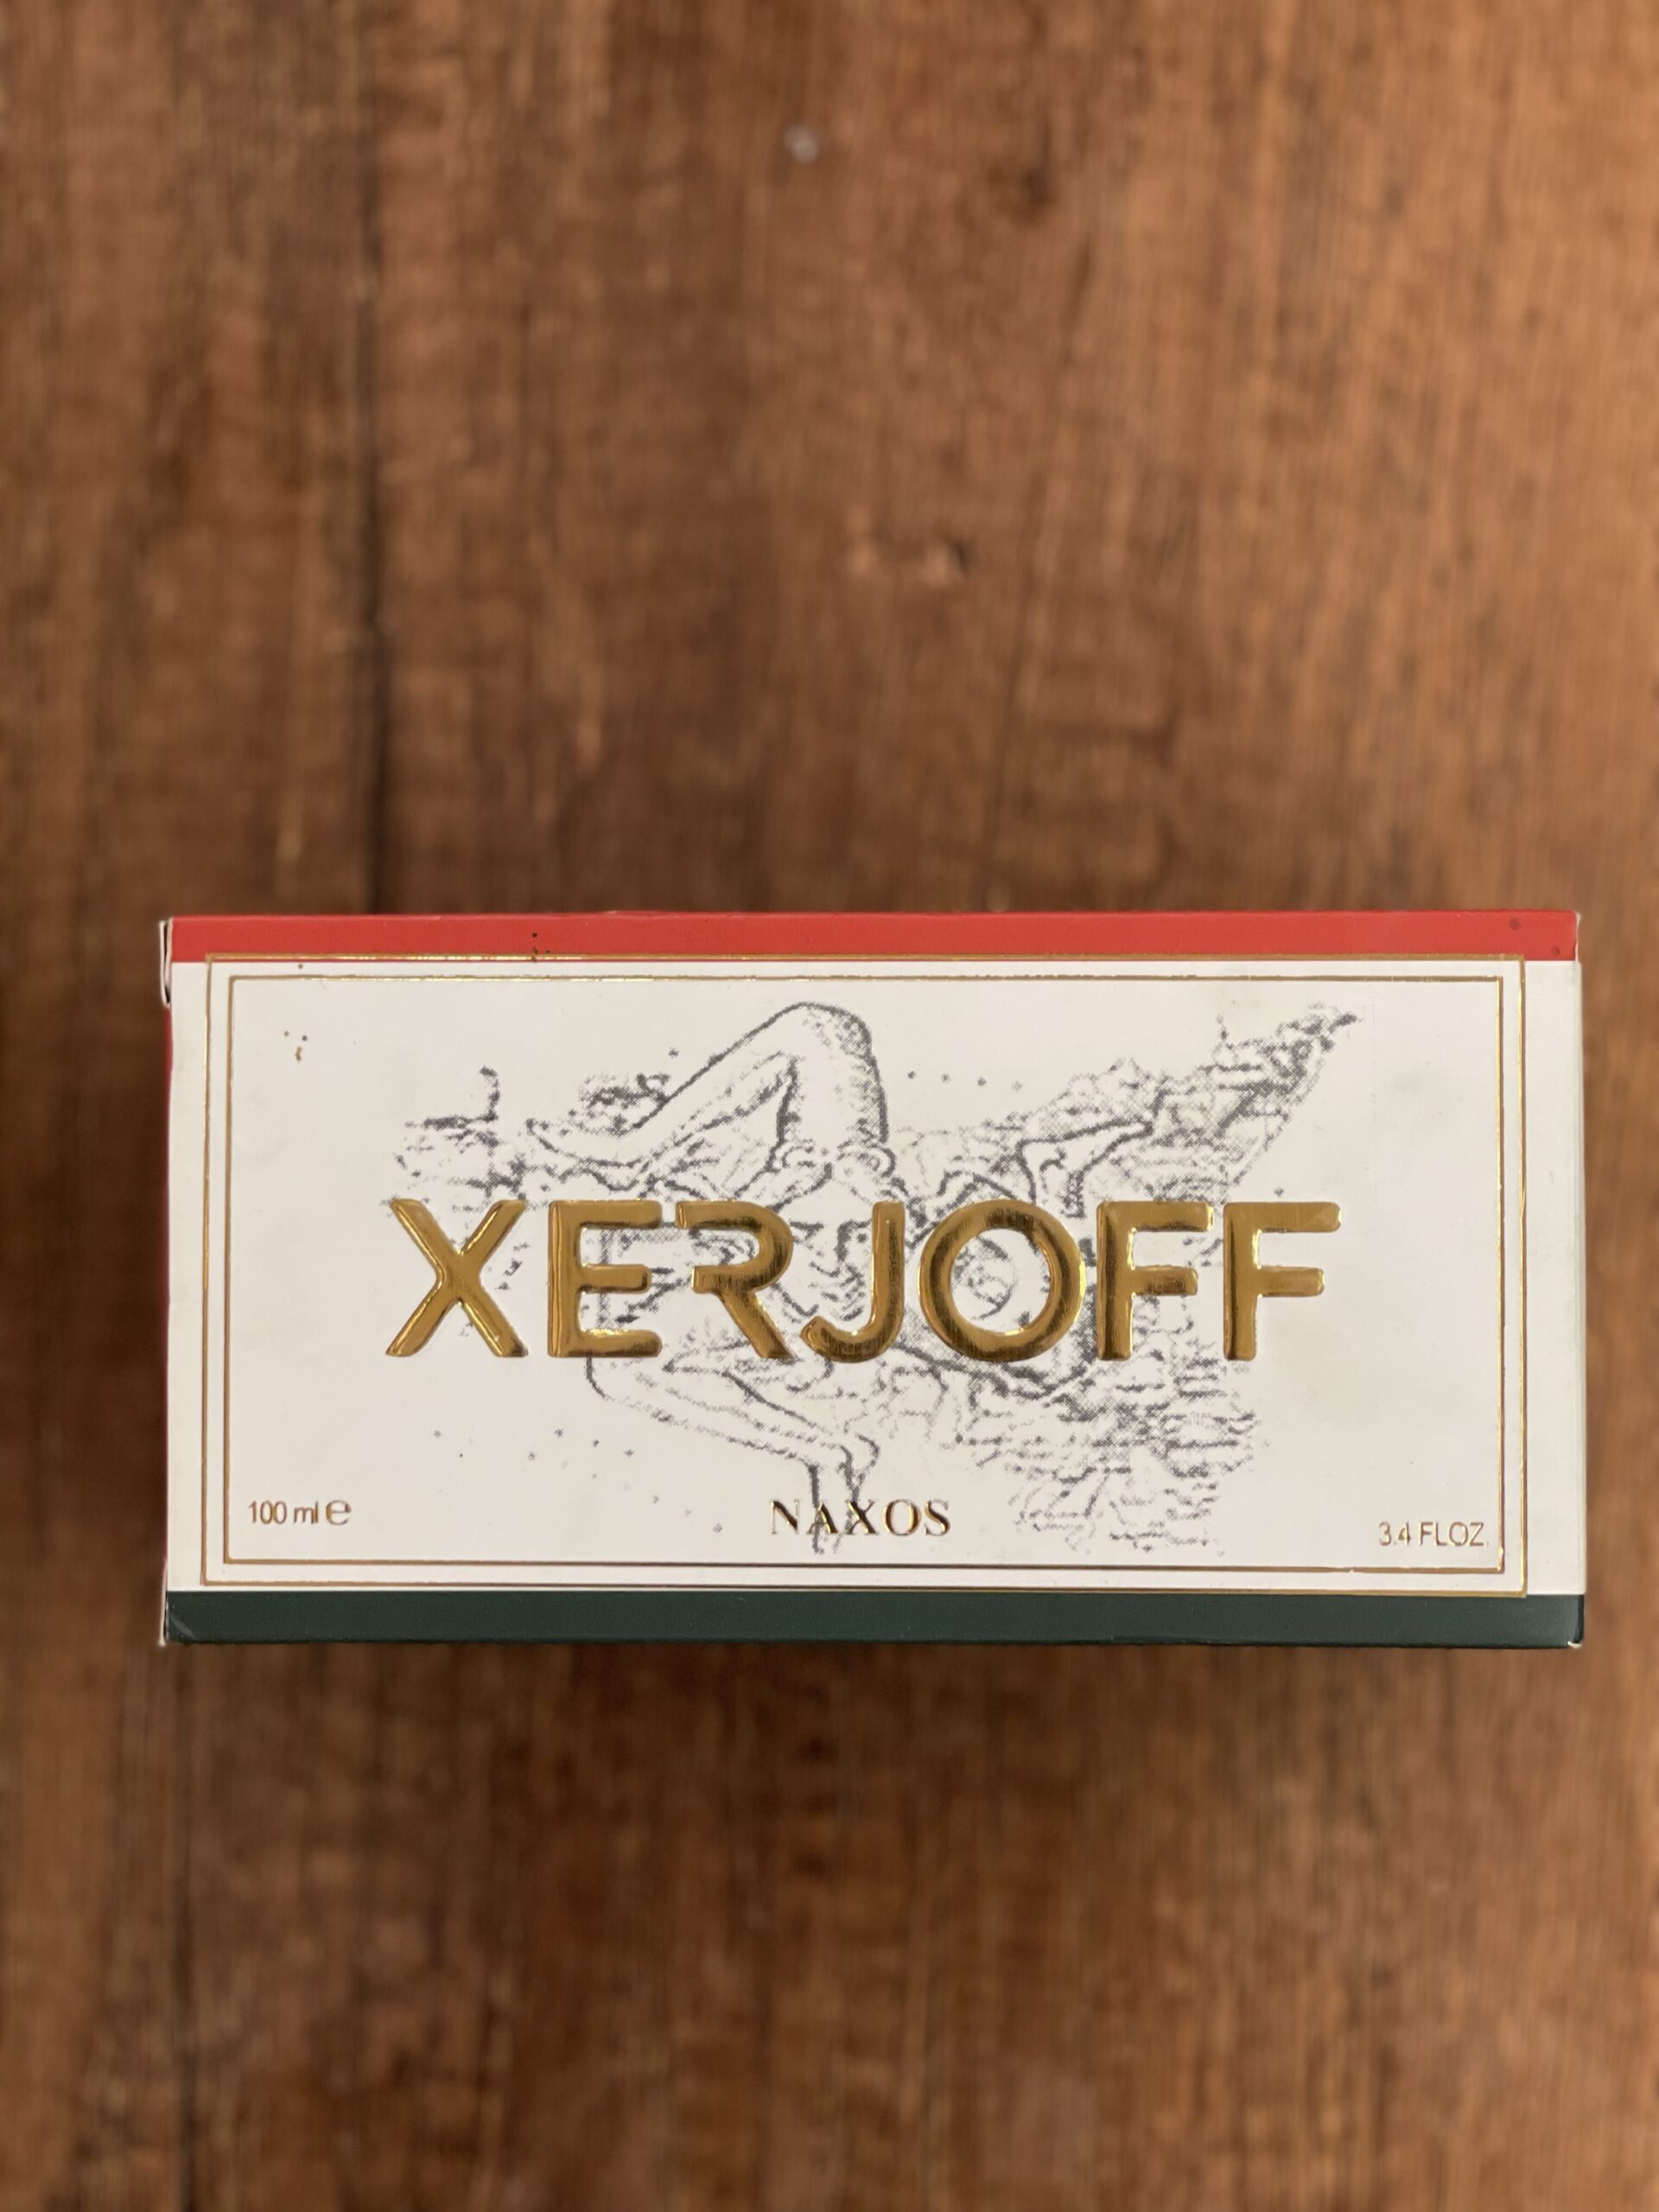 XERJOFF
100 ml ℮
NAXOS
3.4 FL.OZ.